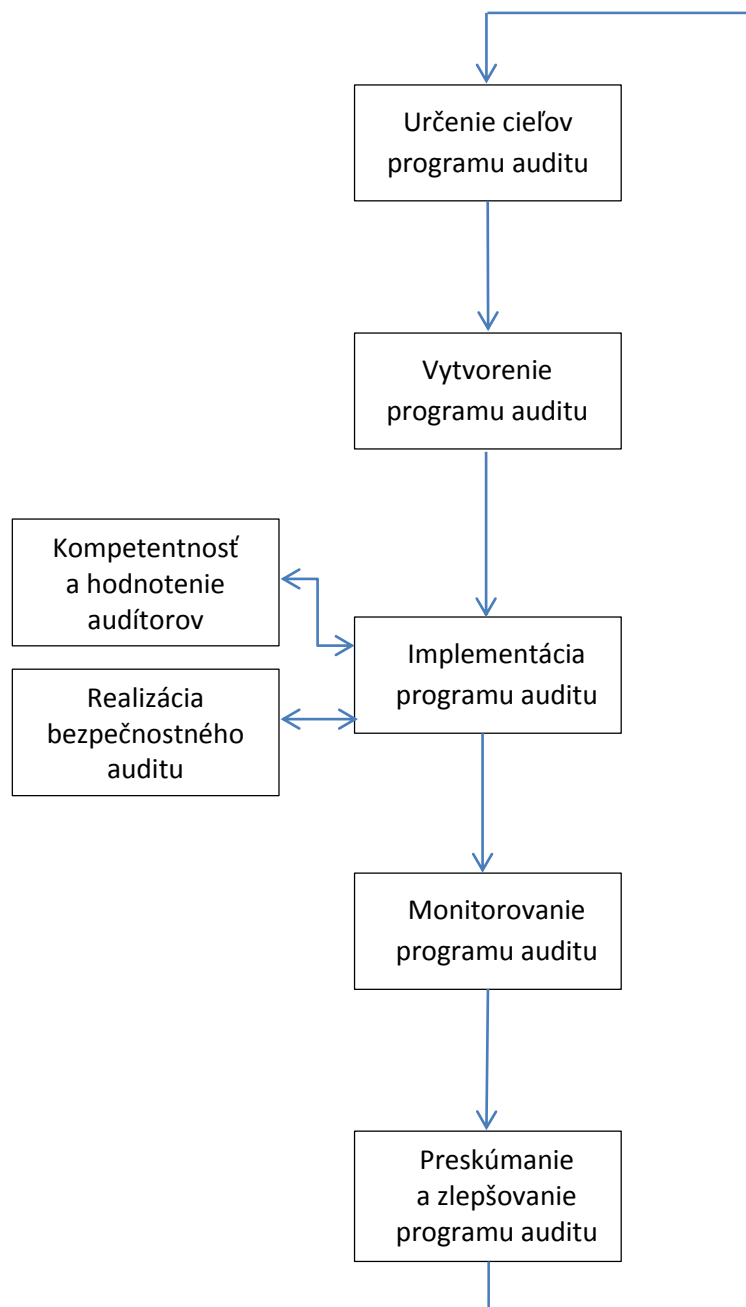 Určenie cieľov
programu auditu
Vytvorenie
programu auditu
Kompetentnosť
a hodnotenie
audítorov
Implementácia
programu auditu
Realizácia
bezpečnostného
auditu
Monitorovanie
programu auditu
Preskúmanie
a zlepšovanie
programu auditu